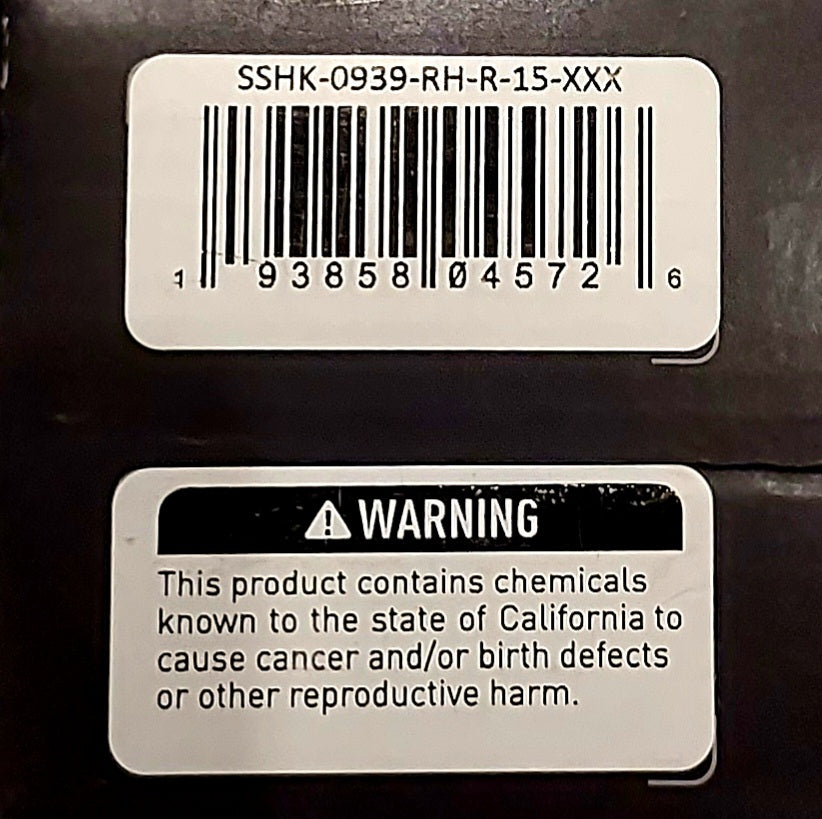 SSHK-0939-RH-R-15-XXX
1 93858 04572 6
WARNING
This product contains chemicals
known to the state of California to
cause cancer and/or birth defects
or other reproductive harm.